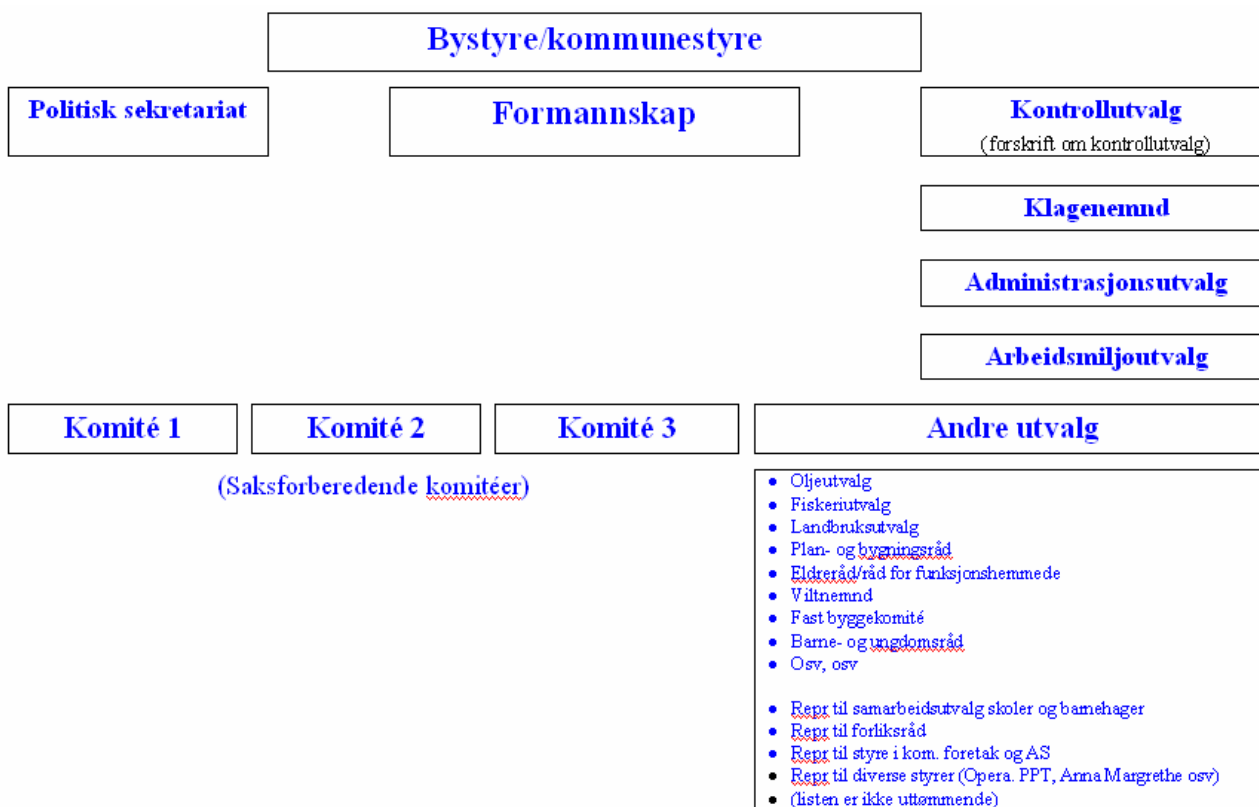 Bystyre/kommunestyre
Politisk sekretariat
Formannskap
Kontrollutvalg
(forskrift om kontrollutvalg)
Klagenemnd
Administrasjonsutvalg
Arbeidsmiljøutvalg
Komité 1
Komité 2
Komité 3
Andre utvalg
(Saksforberedende komitéer)
• Oljeutvalg
• Fiskeriutvalg
• Landbruksutvalg
• Plan- og bygningsråd
• Eldreråd/råd for funksjonshemmede
• Viltnemnd
• Fast byggekomité
• Barne- og ungdomsråd
• Osv, osv
• Repr til samarbeidsutvalg skoler og barnehager
• Repr til forliksråd
• Repr til styre i kom. foretak og AS
• Repr til diverse styrer (Opera. PPT, Anna Margrethe osv)
• (listen er ikke uttømmende)